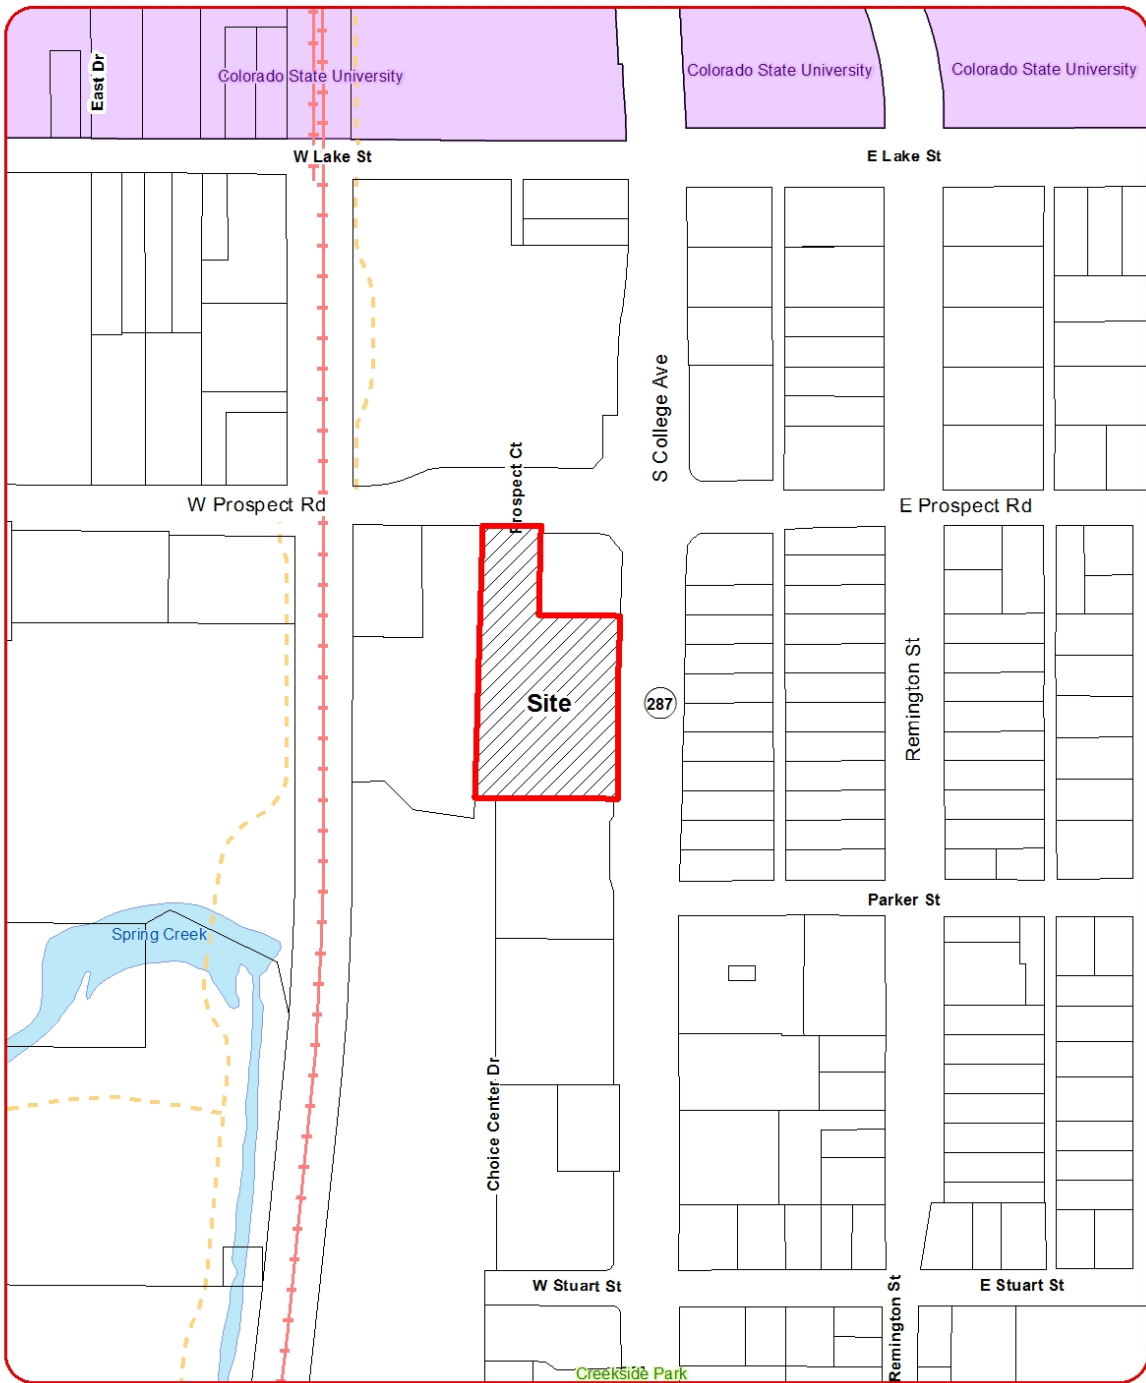 East Dr
Colorado State University
Colorado State University
Colorado State University
W Lake St
E Lake St
S College Ave
Prospect Ct
W Prospect Rd
E Prospect Rd
Site
287
Remington St
Parker St
Spring Creek
Choice Center Dr
W Stuart St
E Stuart St
Remington St
Creekside Park